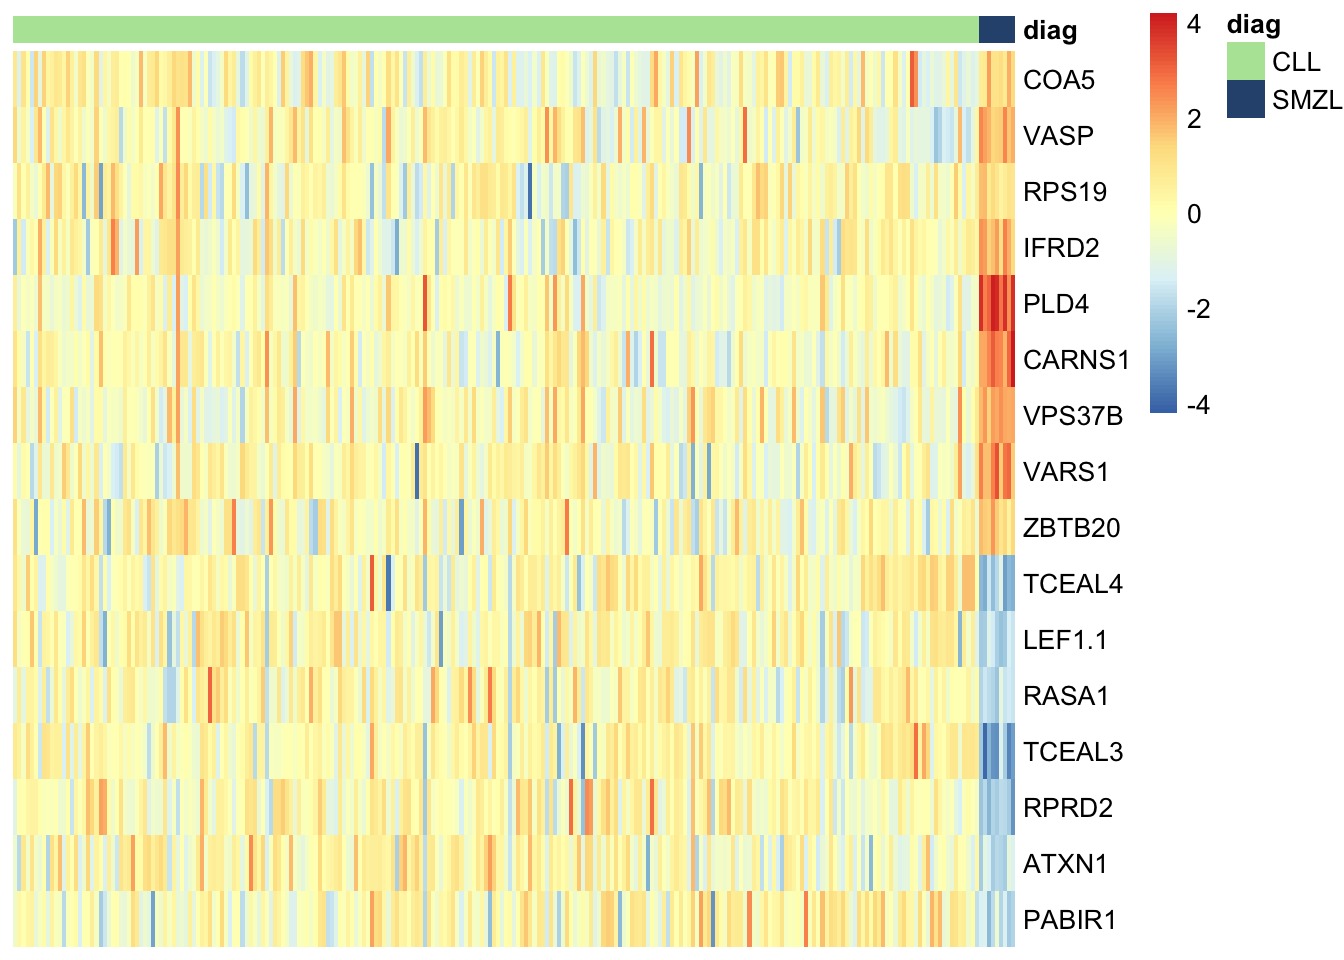 diag
COA5
VASP
RPS19
IFRD2
PLD4
CARNS1
VPS37B
VARS1
ZBTB20
TCEAL4
LEF1.1
RASA1
TCEAL3
RPRD2
ATXN1
PABIR1
4
2
0
-2
-4
diag
CLL
SMZL